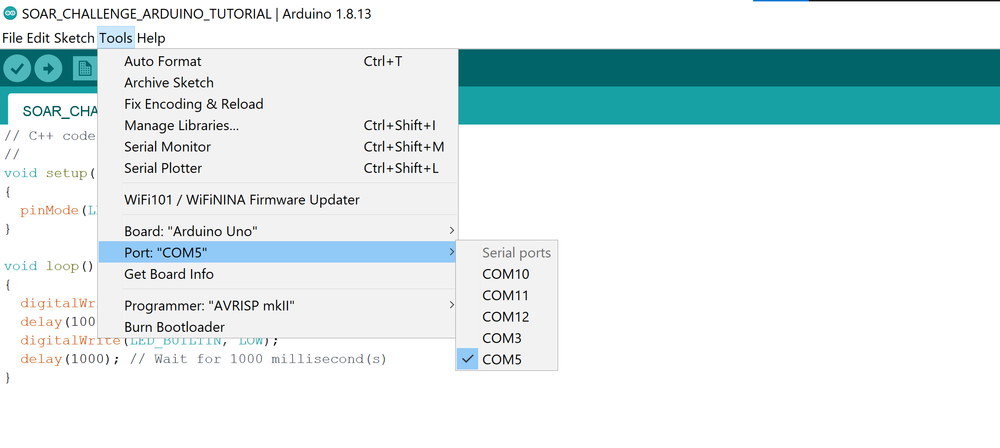 SOAR_CHALLENGE_ARDUINO_TUTORIAL | Arduino 1.8.13
File Edit Sketch Tools Help
Auto Format Ctrl+T
Archive Sketch
Fix Encoding & Reload
Manage Libraries... Ctrl+Shift+I
Serial Monitor Ctrl+Shift+M
Serial Plotter Ctrl+Shift+L
WiFi101 / WiFiNINA Firmware Updater
Board: "Arduino Uno"
Port: "COM5"
Get Board Info
Programmer: "AVRISP mkII"
Burn Bootloader
Serial ports
COM10
COM11
COM12
COM3
COM5
SOAR_CHA
// C++ code
//
void setup(
{
pinMode(L
}
void loop()
{
digitalWr
delay(100
digitalWrite(LED_BUILTIN, LOW);
delay(1000); // Wait for 1000 millisecond(s)
}